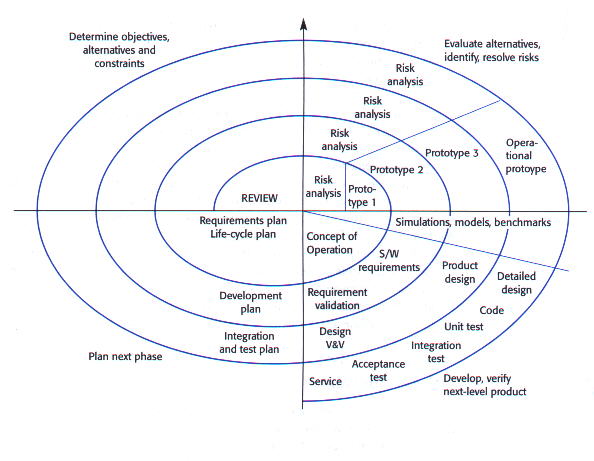 Determine objectives,
alternatives and
constraints
Evaluate alternatives,
identify, resolve risks
Risk
analysis
Risk
analysis
Risk
analysis
Risk
analysis
Proto-
type 1
Prototype 2
Prototype 3
Opera-
tional
protoype
REVIEW
Requirements plan
Life-cycle plan
Simulations, models, benchmarks
Concept of
Operation
S/W
requirements
Product
design
Detailed
design
Development
plan
Requirement
validation
Code
Unit test
Integration
and test plan
Design
V&V
Integration
test
Plan next phase
Acceptance
test
Service
Develop, verify
next-level product